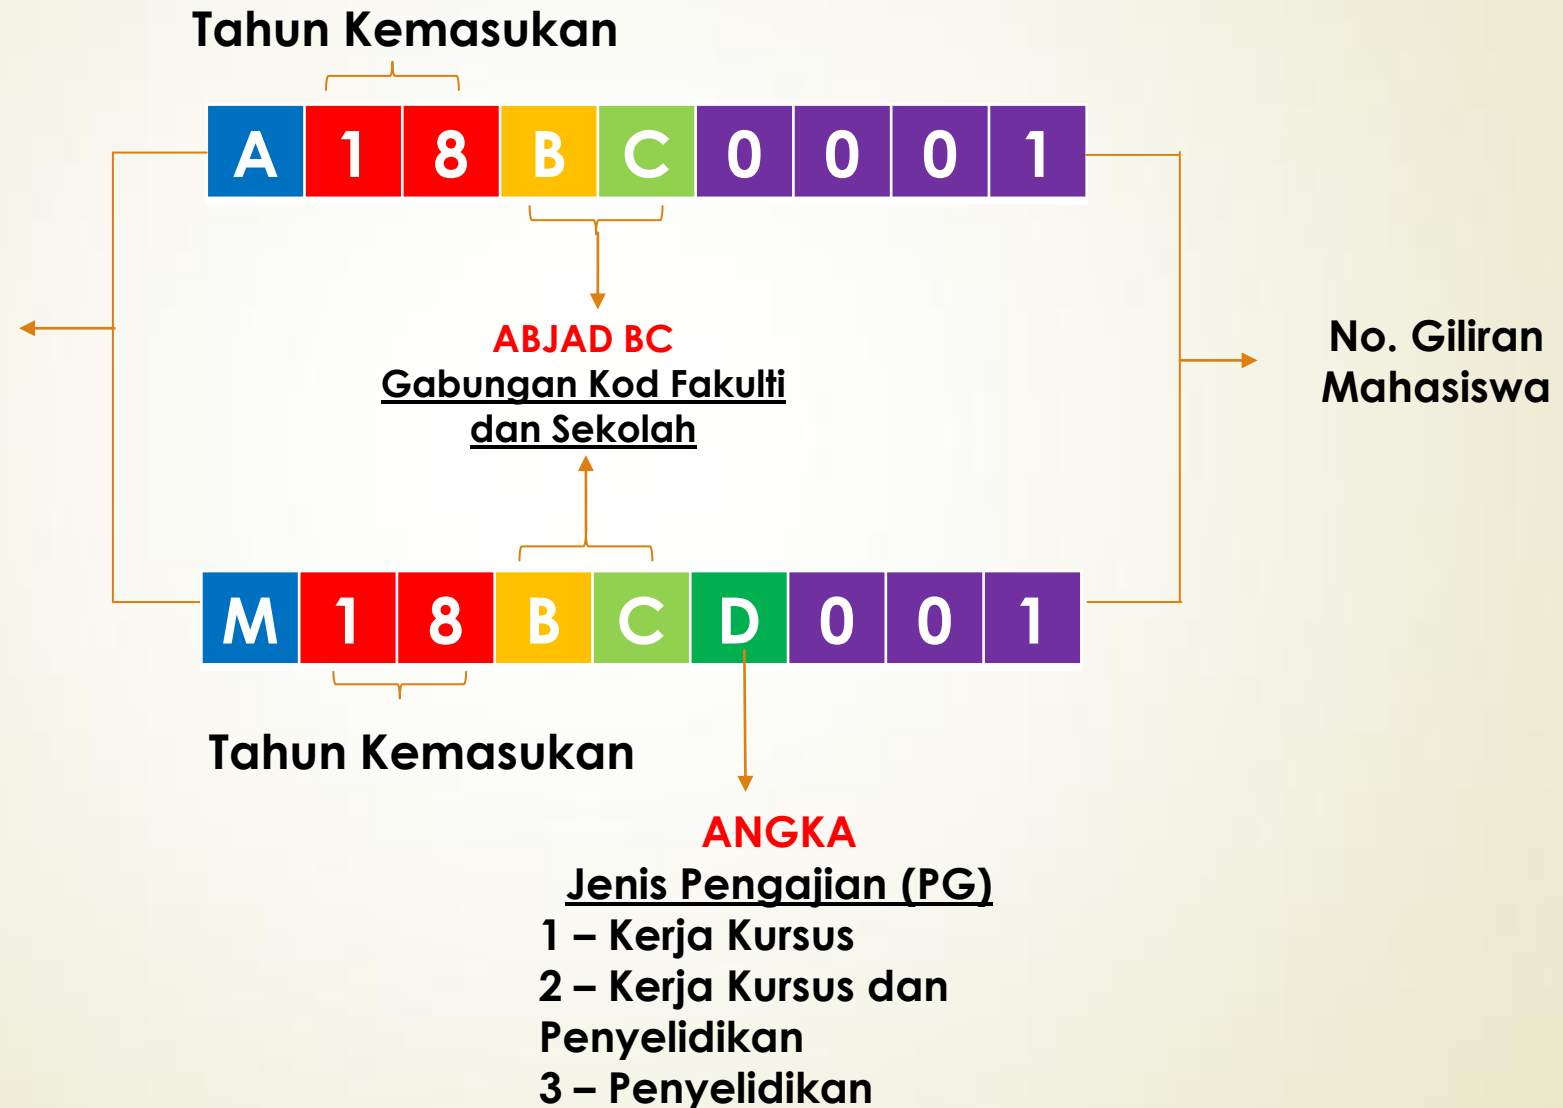 Tahun Kemasukan
A 1 8 B C 0 0 0 1
ABJAD BC
Gabungan Kod Fakulti
dan Sekolah
No. Giliran
Mahasiswa
M 1 8 B C D 0 0 1
Tahun Kemasukan
ANGKA
Jenis Pengajian (PG)
1 – Kerja Kursus
2 – Kerja Kursus dan
Penyelidikan
3 – Penyelidikan